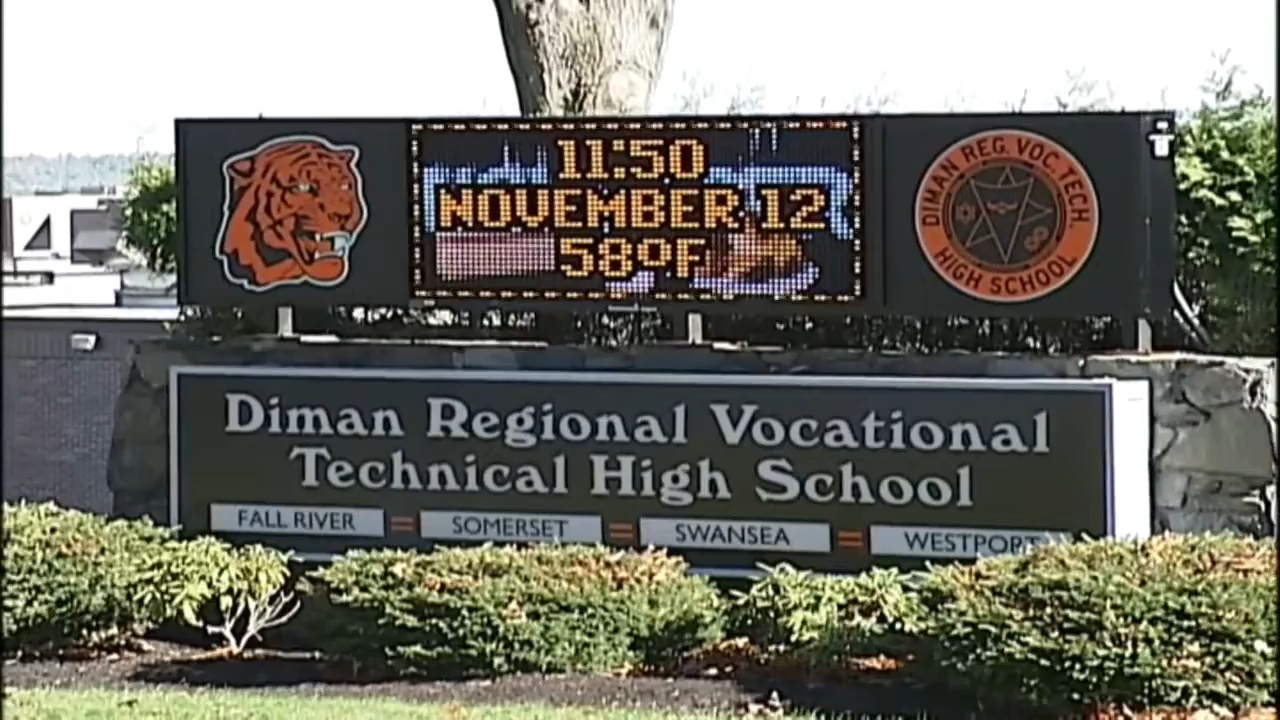 11:50
NOVEMBER 12
58ºF
DIMAN REG. VOC. TECH.
HIGH SCHOOL
Diman Regional Vocational
Technical High School
FALL RIVER = SOMERSET = SWANSEA = WESTPORT